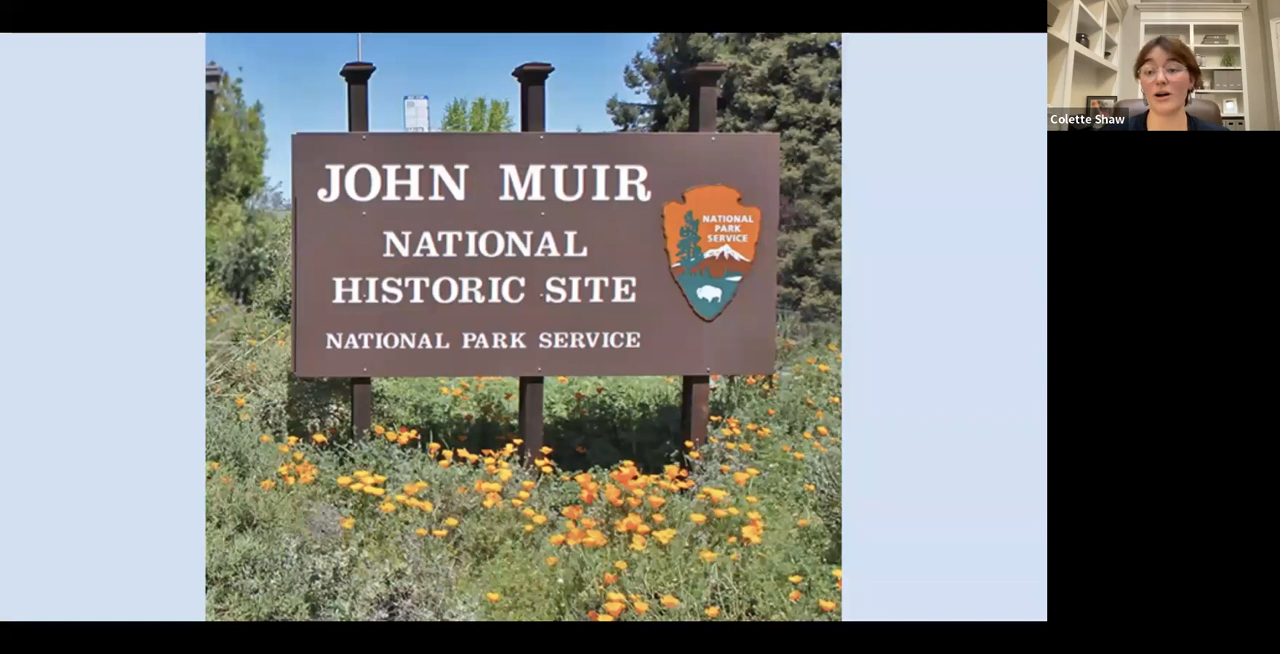 JOHN MUIR
NATIONAL
HISTORIC SITE
NATIONAL PARK SERVICE
NATIONAL
PARK
SERVICE
Colette Shaw